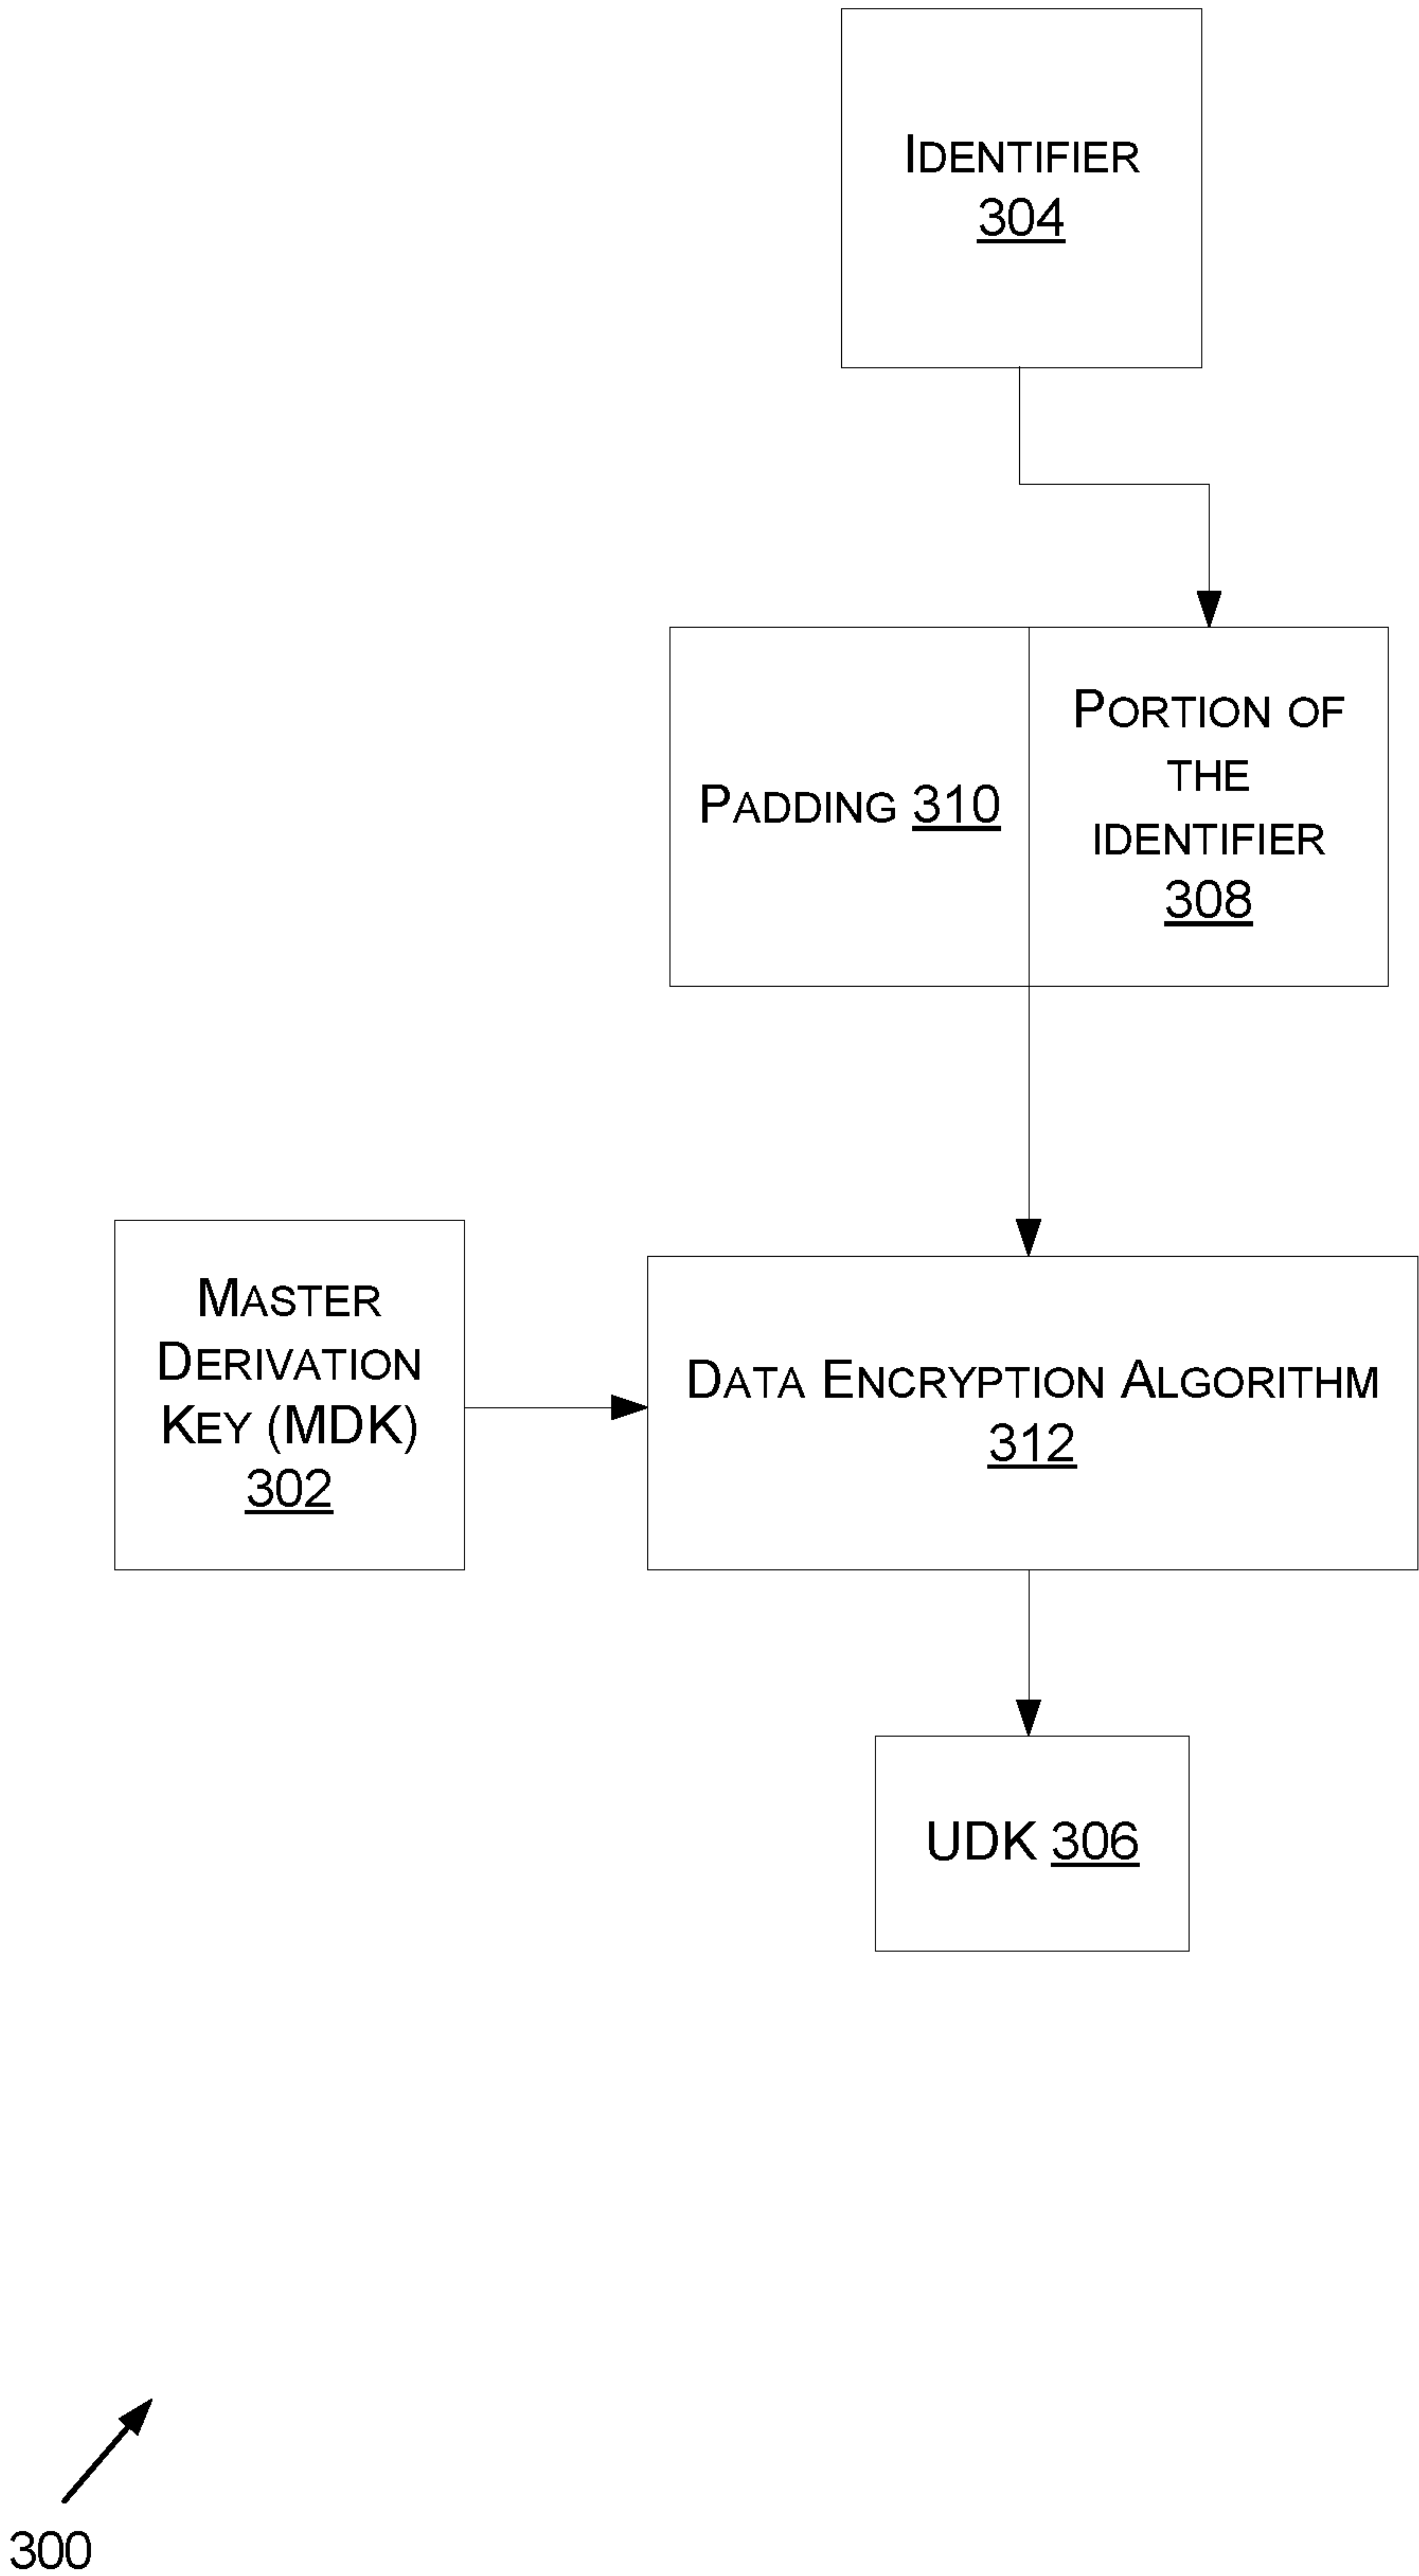 IDENTIFIER
304
PADDING 310
PORTION OF
THE
IDENTIFIER
308
MASTER
DERIVATION
KEY (MDK)
302
DATA ENCRYPTION ALGORITHM
312
UDK 306
300